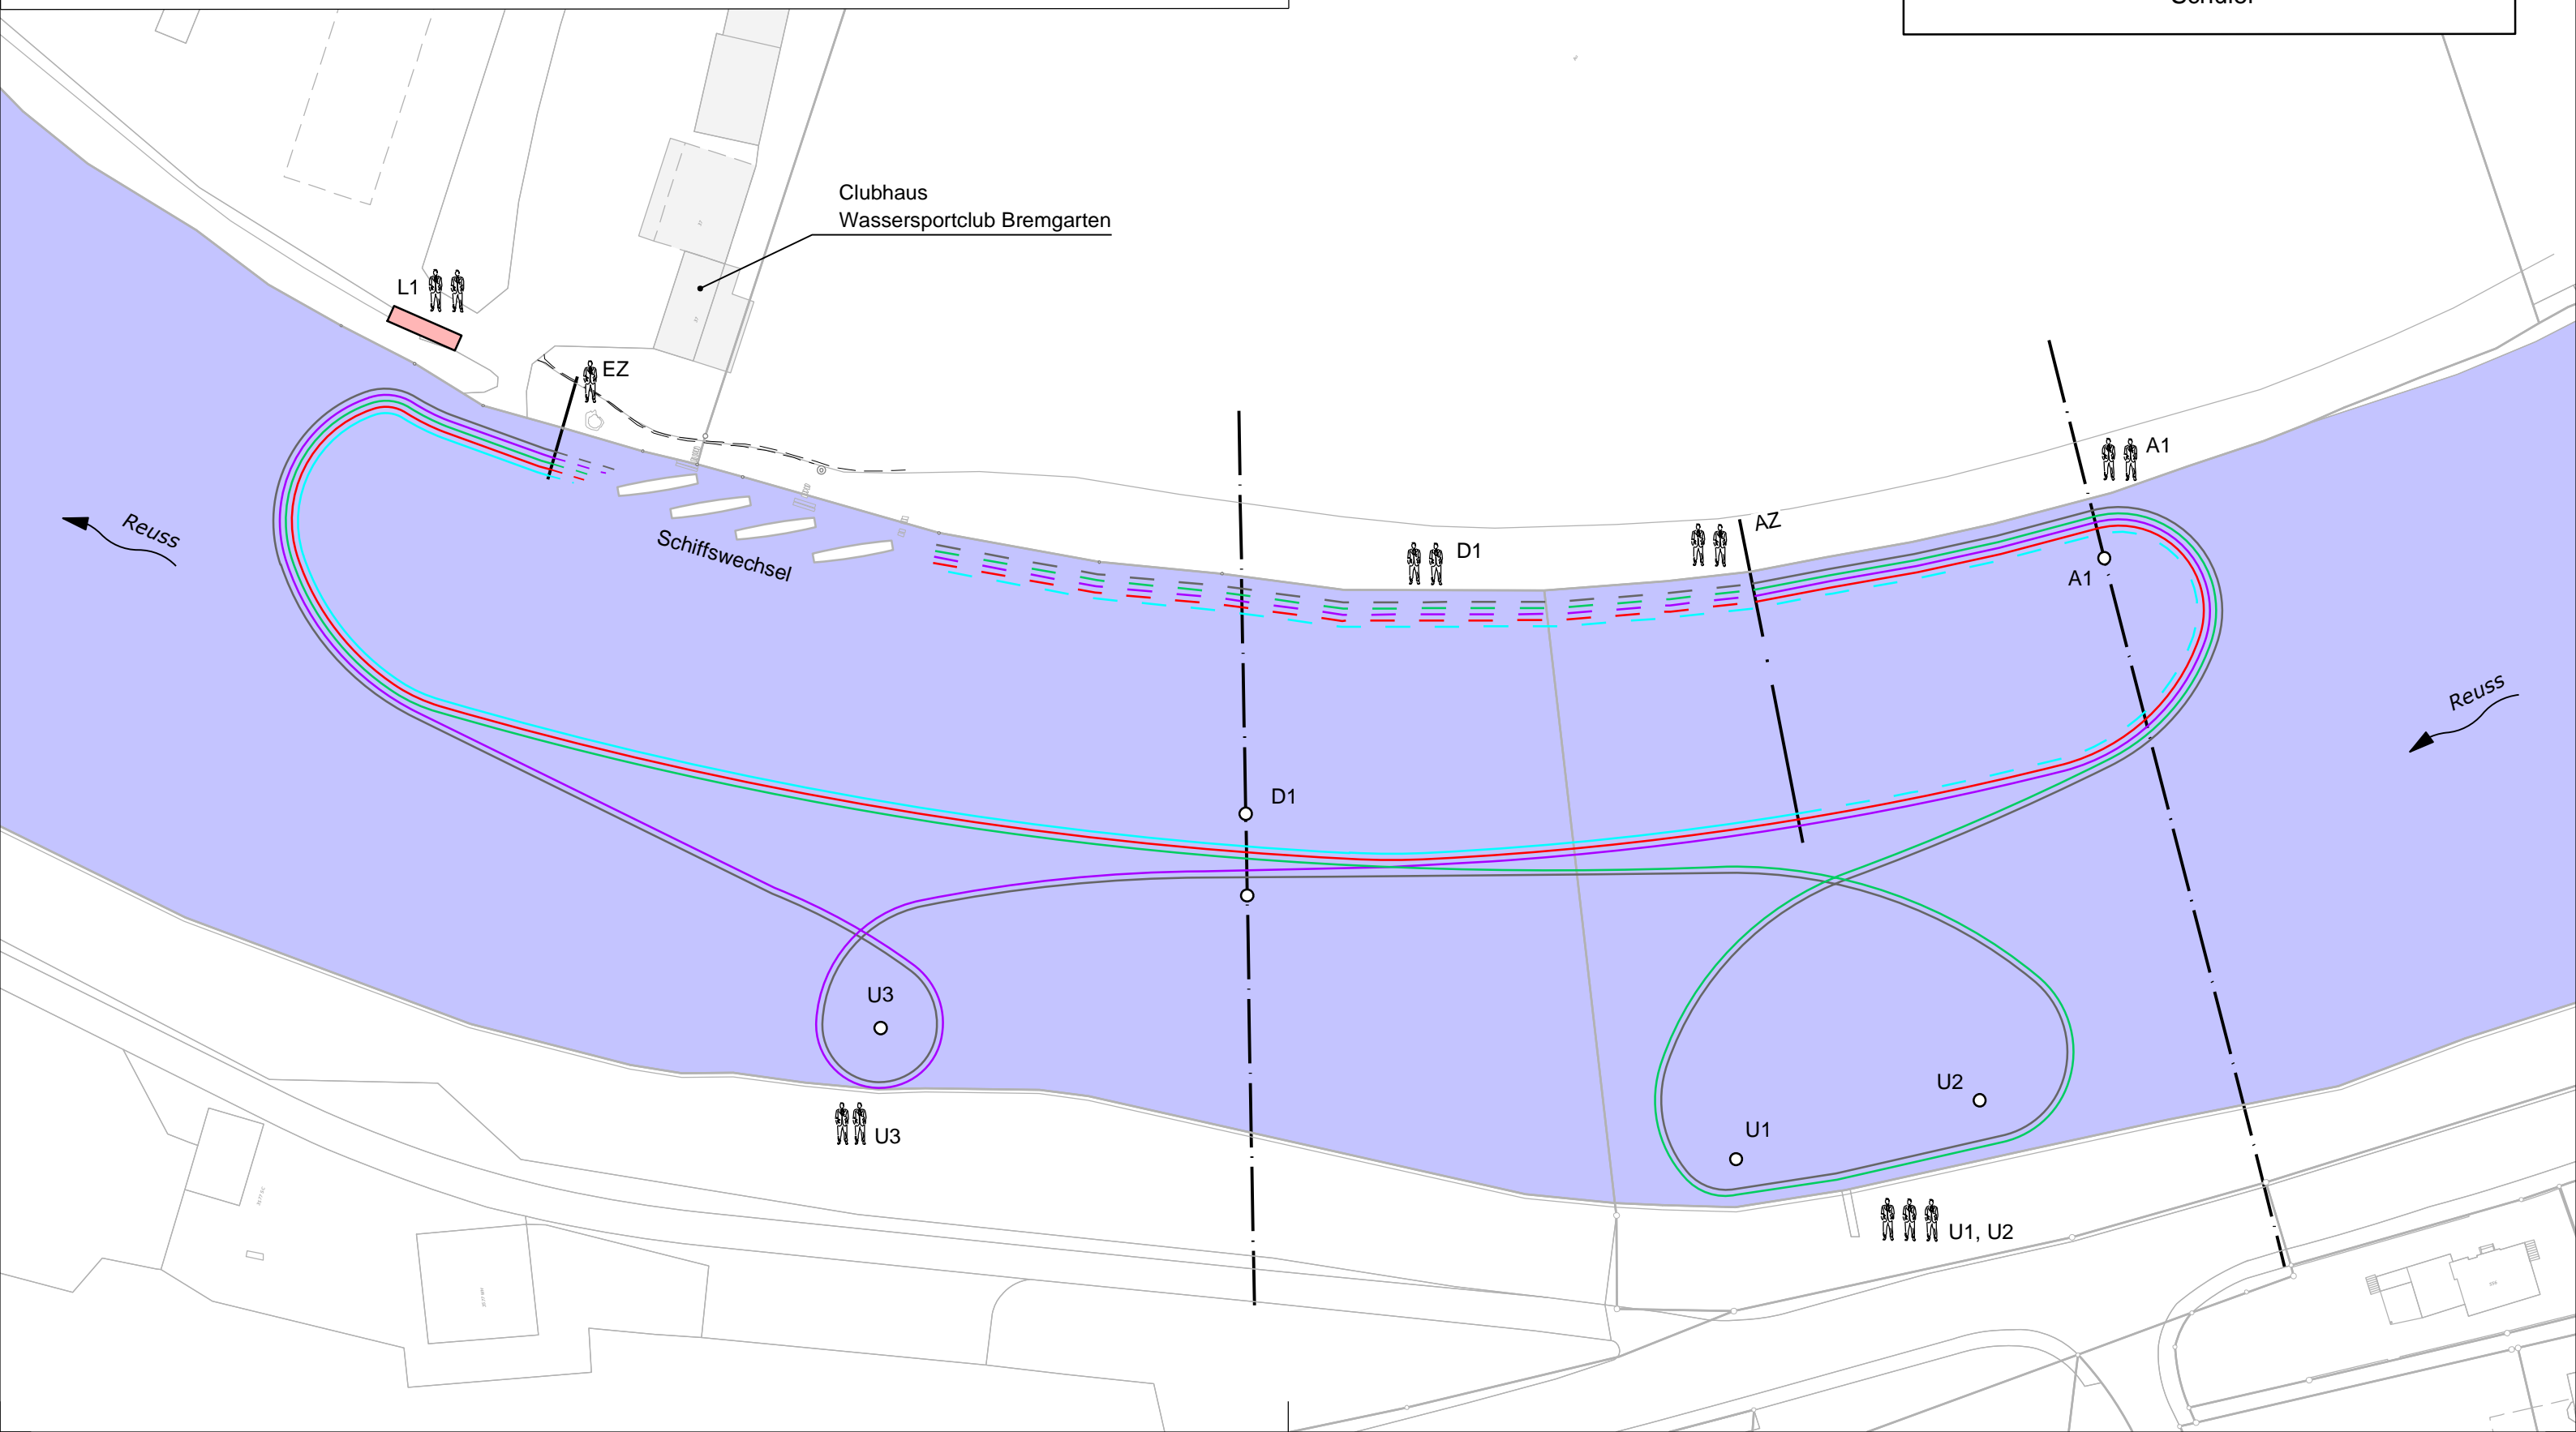 Clubhaus
Wassersportclub Bremgarten
L1
EZ
A1
Reuss
Schiffswechsel
D1
AZ
A1
Reuss
D1
U3
U2
U1
U3
U1, U2